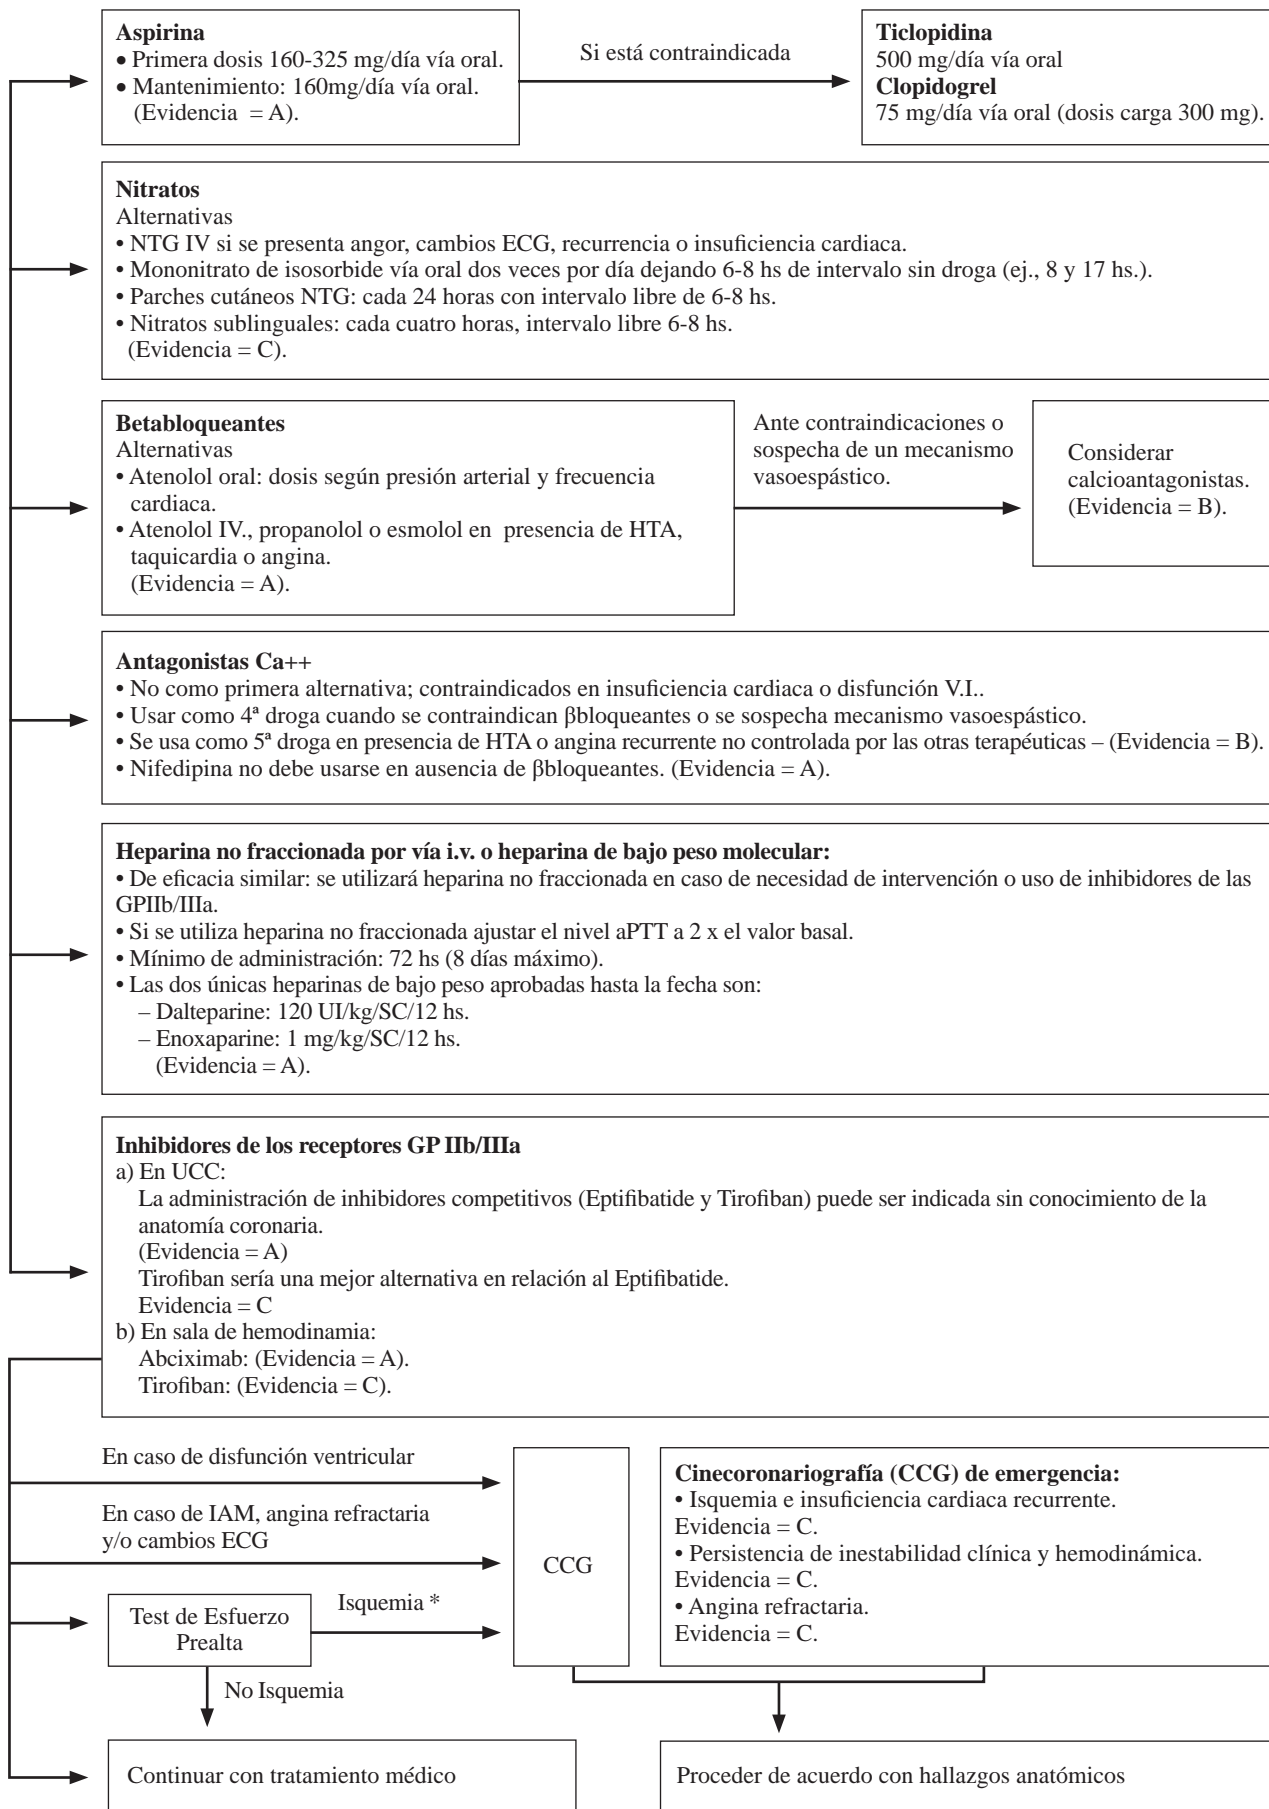 Aspirina
• Primera dosis 160-325 mg/día vía oral.
• Mantenimiento: 160mg/día vía oral.
(Evidencia = A).
Si está contraindicada
Ticlopidina
500 mg/día vía oral
Clopidogrel
75 mg/día vía oral (dosis carga 300 mg).
Nitratos
Alternativas
• NTG IV si se presenta angor, cambios ECG, recurrencia o insuficiencia cardiaca.
• Mononitrato de isosorbide vía oral dos veces por día dejando 6-8 hs de intervalo sin droga (ej., 8 y 17 hs.).
• Parches cutáneos NTG: cada 24 horas con intervalo libre de 6-8 hs.
• Nitratos sublinguales: cada cuatro horas, intervalo libre 6-8 hs.
(Evidencia = C).
Betabloqueantes
Alternativas
• Atenolol oral: dosis según presión arterial y frecuencia
cardiaca.
• Atenolol IV., propanolol o esmolol en presencia de HTA,
taquicardia o angina.
(Evidencia = A).
Ante contraindicaciones o
sospecha de un mecanismo
vasoespástico.
Considerar
calcioantagonistas.
(Evidencia = B).
Antagonistas Ca++
• No como primera alternativa; contraindicados en insuficiencia cardiaca o disfunción V.I..
• Usar como 4ª droga cuando se contraindican βbloqueantes o se sospecha mecanismo vasoespástico.
• Se usa como 5ª droga en presencia de HTA o angina recurrente no controlada por las otras terapéuticas – (Evidencia = B).
• Nifedipina no debe usarse en ausencia de βbloqueantes. (Evidencia = A).
Heparina no fraccionada por vía i.v. o heparina de bajo peso molecular:
• De eficacia similar: se utilizará heparina no fraccionada en caso de necesidad de intervención o uso de inhibidores de las
GPIIb/IIIa.
• Si se utiliza heparina no fraccionada ajustar el nivel aPTT a 2 x el valor basal.
• Mínimo de administración: 72 hs (8 días máximo).
• Las dos únicas heparinas de bajo peso aprobadas hasta la fecha son:
– Dalteparine: 120 UI/kg/SC/12 hs.
– Enoxaparine: 1 mg/kg/SC/12 hs.
(Evidencia = A).
Inhibidores de los receptores GP IIb/IIIa
a) En UCC:
La administración de inhibidores competitivos (Eptifibatide y Tirofiban) puede ser indicada sin conocimiento de la
anatomía coronaria.
(Evidencia = A)
Tirofiban sería una mejor alternativa en relación al Eptifibatide.
Evidencia = C
b) En sala de hemodinamia:
Abciximab: (Evidencia = A).
Tirofiban: (Evidencia = C).
En caso de disfunción ventricular
En caso de IAM, angina refractaria
y/o cambios ECG
Test de Esfuerzo
Prealta
Isquemia *
No Isquemia
CCG
Cinecoronariografía (CCG) de emergencia:
• Isquemia e insuficiencia cardiaca recurrente.
Evidencia = C.
• Persistencia de inestabilidad clínica y hemodinámica.
Evidencia = C.
• Angina refractaria.
Evidencia = C.
Continuar con tratamiento médico
Proceder de acuerdo con hallazgos anatómicos